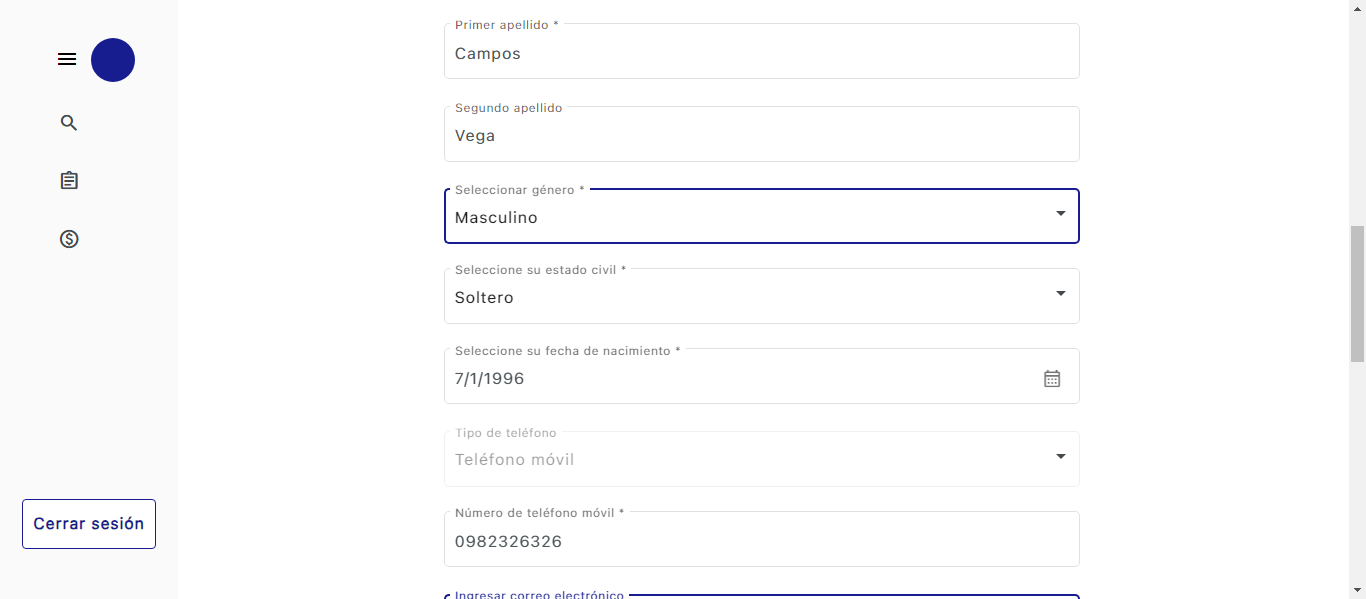 Primer apellido *
Campos
Segundo apellido
Vega
Seleccionar género *
Masculino
Seleccione su estado civil *
Soltero
Seleccione su fecha de nacimiento *
7/1/1996
Tipo de teléfono
Teléfono móvil
Número de teléfono móvil *
0982326326
Cerrar sesión
Ingresar correo electrónico